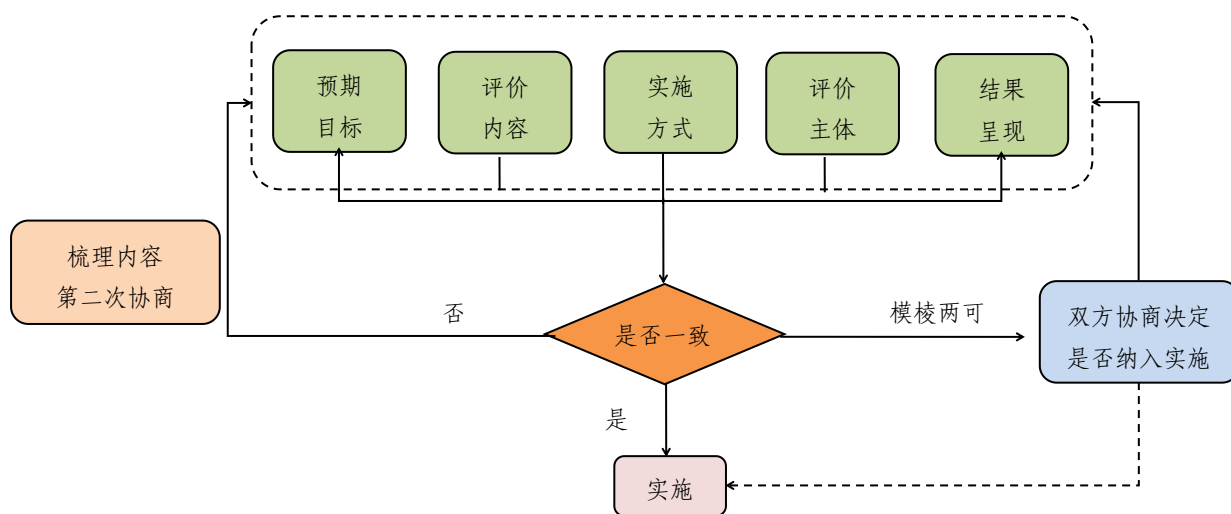 预期
目标
评价
内容
实施
方式
评价
主体
结果
呈现
梳理内容
第二次协商
否
是否一致
模棱两可
双方协商决定
是否纳入实施
是
实施